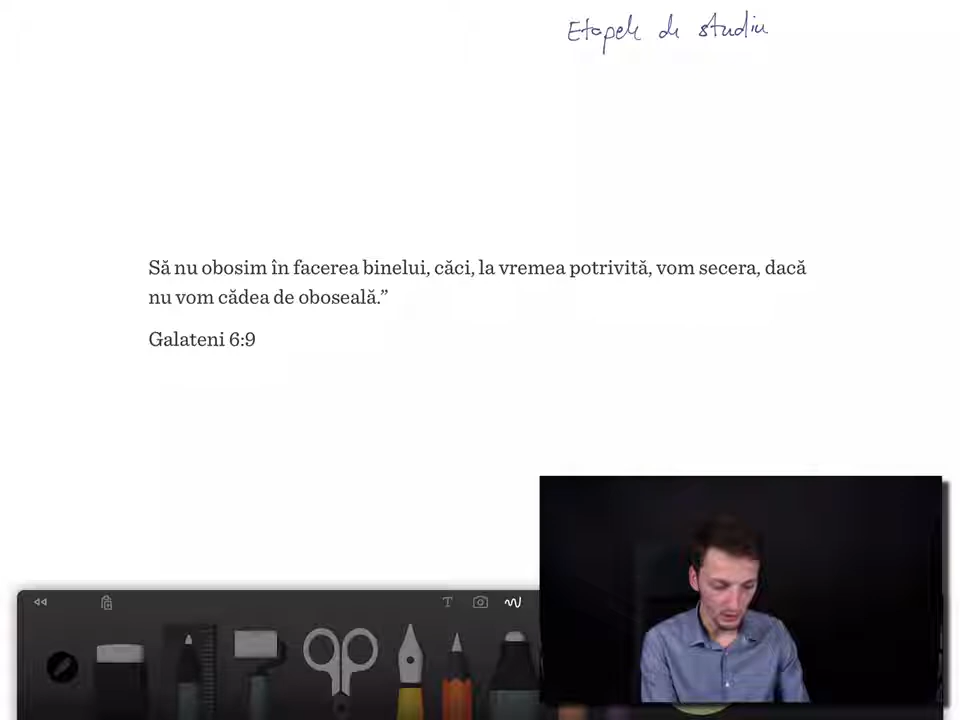 Etapele de studiu
Să nu obosim în facerea binelui, căci, la vremea potrivită, vom secera, dacă
nu vom cădea de oboseală.”
Galateni 6:9